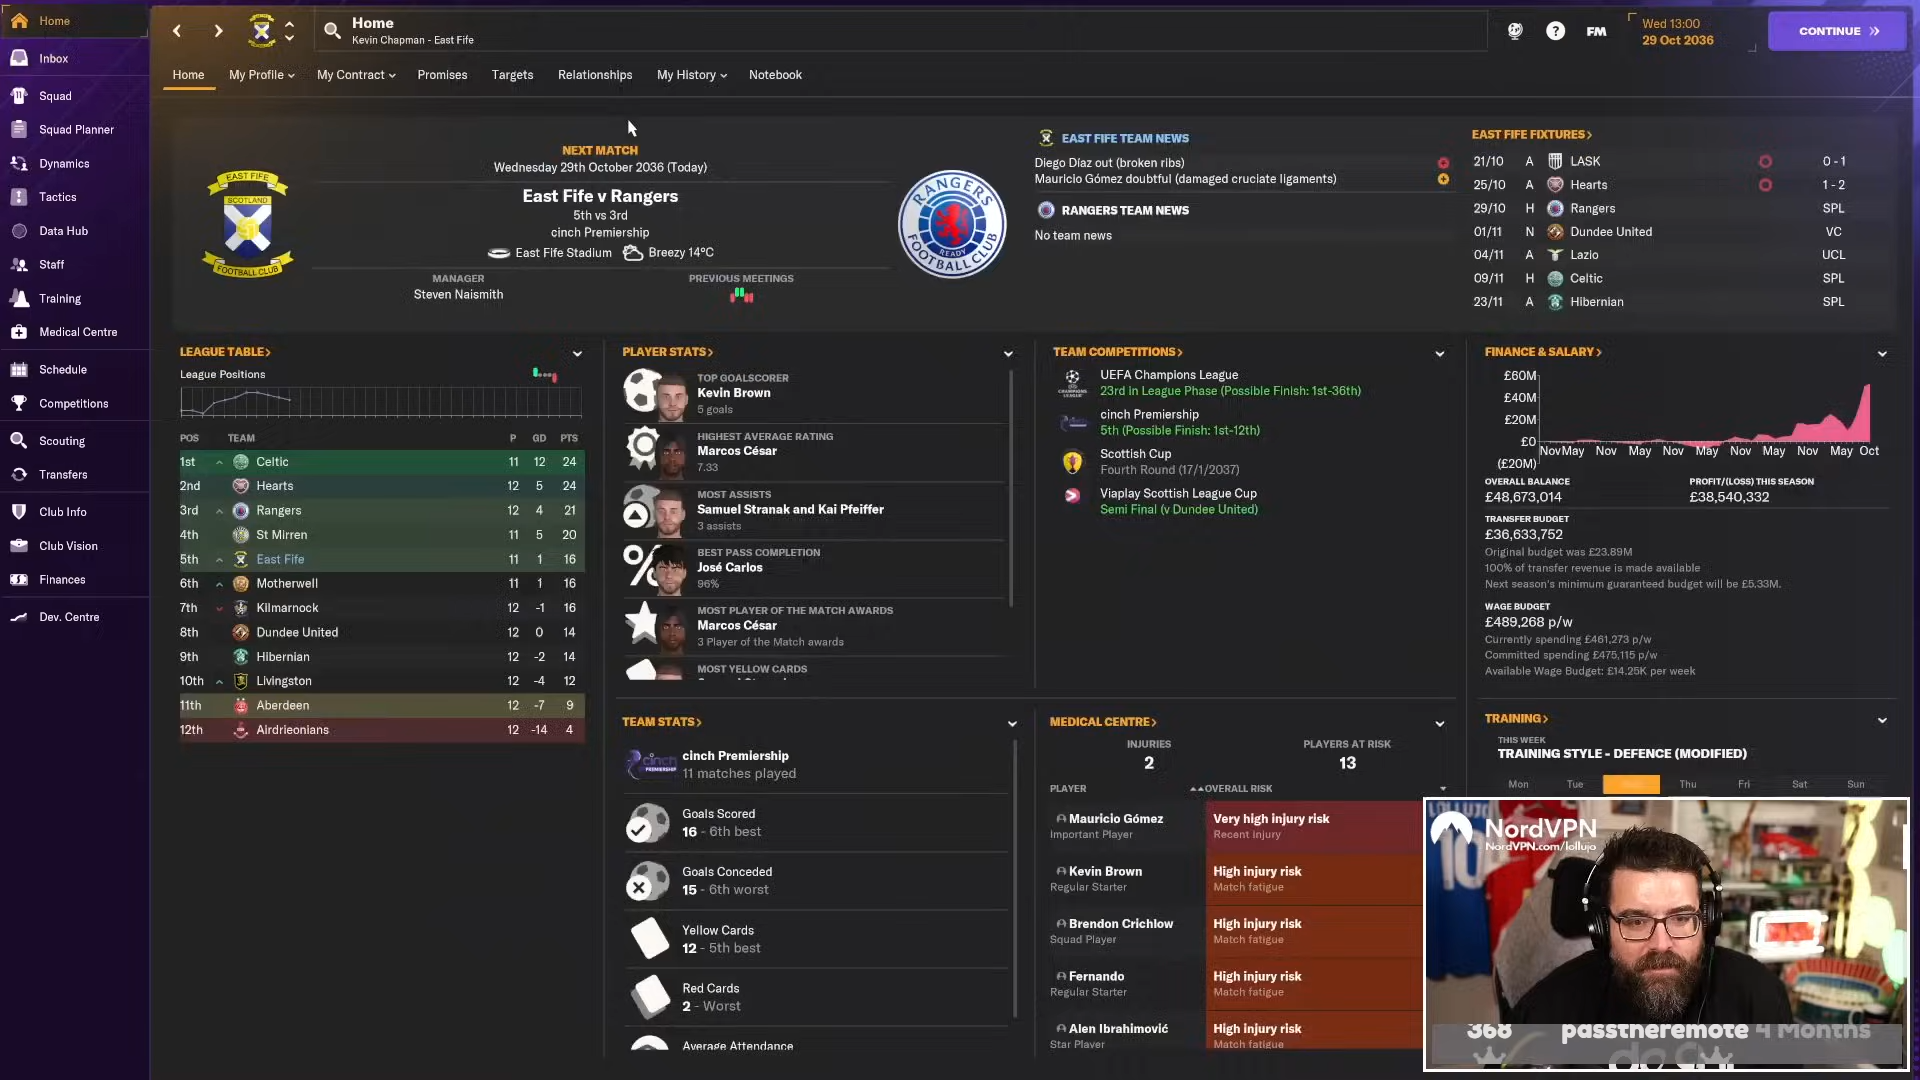 Home
Inbox
Squad
Squad Planner
Dynamics
Tactics
Data Hub
Staff
Training
Medical Centre
Schedule
Competitions
Scouting
Transfers
Club Info
Club Vision
Finances
Dev. Centre
Home
Kevin Chapman - East Fife
FM
Wed 13:00
29 Oct 2036
CONTINUE
Home My Profile My Contract Promises Targets Relationships My History Notebook
EAST FIFE
SCOTLAND
FOOTBALL CLUB
NEXT MATCH
Wednesday 29th October 2036 (Today)
East Fife v Rangers
5th vs 3rd
cinch Premiership
East Fife Stadium Breezy 14°C
MANAGER
Steven Naismith
PREVIOUS MEETINGS
RANGERS
READY
FOOTBALL CLUB
EAST FIFE TEAM NEWS
Diego Díaz out (broken ribs)
Mauricio Gómez doubtful (damaged cruciate ligaments)
RANGERS TEAM NEWS
No team news
EAST FIFE FIXTURES>
21/10 A LASK 0 - 1
25/10 A Hearts 1 - 2
29/10 H Rangers SPL
01/11 N Dundee United VC
04/11 A Lazio UCL
09/11 H Celtic SPL
23/11 A Hibernian SPL
LEAGUE TABLE>
League Positions
POS TEAM P GD PTS
1st Celtic 11 12 24
2nd Hearts 12 5 24
3rd Rangers 12 4 21
4th St Mirren 11 5 20
5th East Fife 11 1 16
6th Motherwell 11 1 16
7th Kilmarnock 12 -1 16
8th Dundee United 12 0 14
9th Hibernian 12 -2 14
10th Livingston 12 -4 12
11th Aberdeen 12 -7 9
12th Airdrieonians 12 -14 4
PLAYER STATS>
TOP GOALSCORER
Kevin Brown
5 goals
HIGHEST AVERAGE RATING
Marcos César
7.33
MOST ASSISTS
Samuel Stranak and Kai Pfeiffer
3 assists
BEST PASS COMPLETION
José Carlos
96%
MOST PLAYER OF THE MATCH AWARDS
Marcos César
3 Player of the Match awards
MOST YELLOW CARDS
TEAM COMPETITIONS>
UEFA Champions League
23rd in League Phase (Possible Finish: 1st-36th)
cinch Premiership
5th (Possible Finish: 1st-12th)
Scottish Cup
Fourth Round (17/1/2037)
Viaplay Scottish League Cup
Semi Final (v Dundee United)
FINANCE & SALARY>
£60M
£40M
£20M
£0
(£20M)
Nov May Nov May Nov May Nov May Nov May Oct
OVERALL BALANCE
£48,673,014
PROFIT/(LOSS) THIS SEASON
£38,540,332
TRANSFER BUDGET
£36,633,752
Original budget was £23.89M
100% of transfer revenue is made available
Next season's minimum guaranteed budget will be £5.33M.
WAGE BUDGET
£489,268 p/w
Currently spending £461,273 p/w
Committed spending £475,115 p/w
Available Wage Budget: £14.25K per week
TEAM STATS>
cinch Premiership
11 matches played
Goals Scored
16 - 6th best
Goals Conceded
15 - 6th worst
Yellow Cards
12 - 5th best
Red Cards
2 - Worst
Average Attendance
MEDICAL CENTRE>
INJURIES
2
PLAYERS AT RISK
13
PLAYER OVERALL RISK
Mauricio Gómez Very high injury risk
Important Player Recent injury
Kevin Brown High injury risk
Regular Starter Match fatigue
Brendon Crichlow High injury risk
Squad Player Match fatigue
Fernando High injury risk
Regular Starter Match fatigue
Alen Ibrahimović High injury risk
Star Player Match fatigue
TRAINING>
THIS WEEK
TRAINING STYLE - DEFENCE (MODIFIED)
Mon Tue Thu Fri Sat Sun
NordVPN
NordVPN.com/lollujo
368 passtheremote 4 Months